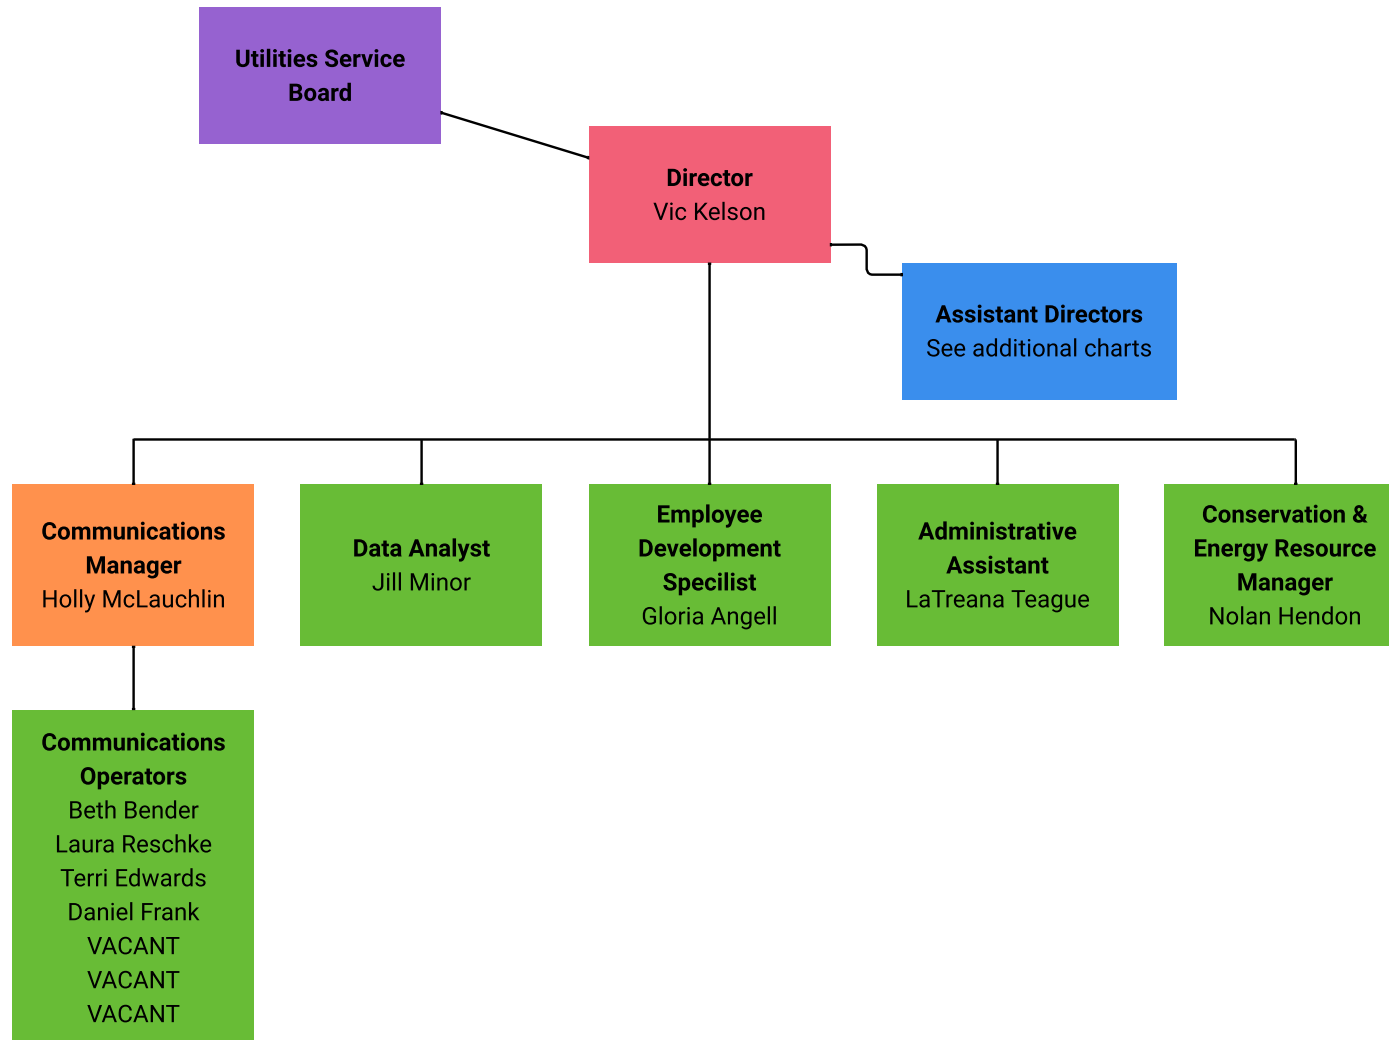 Utilities Service
Board
Director
Vic Kelson
Assistant Directors
See additional charts
Communications
Manager
Holly McLauchlin
Data Analyst
Jill Minor
Employee
Development
Specilist
Gloria Angell
Administrative
Assistant
LaTreana Teague
Conservation &
Energy Resource
Manager
Nolan Hendon
Communications
Operators
Beth Bender
Laura Reschke
Terri Edwards
Daniel Frank
VACANT
VACANT
VACANT